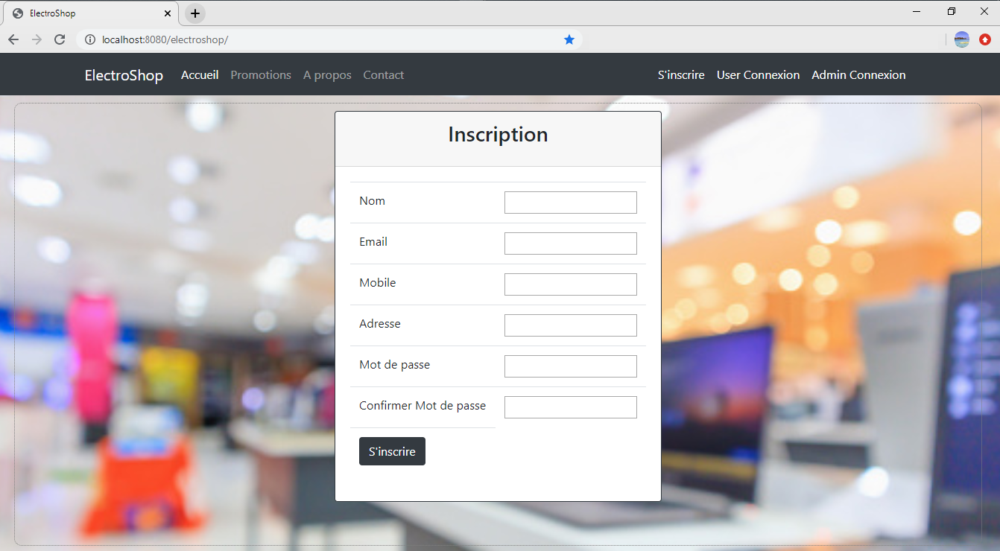 ElectroShop
localhost:8080/electroshop/
ElectroShop Accueil Promotions A propos Contact S'inscrire User Connexion Admin Connexion
Inscription
Nom
Email
Mobile
Adresse
Mot de passe
Confirmer Mot de passe
S'inscrire